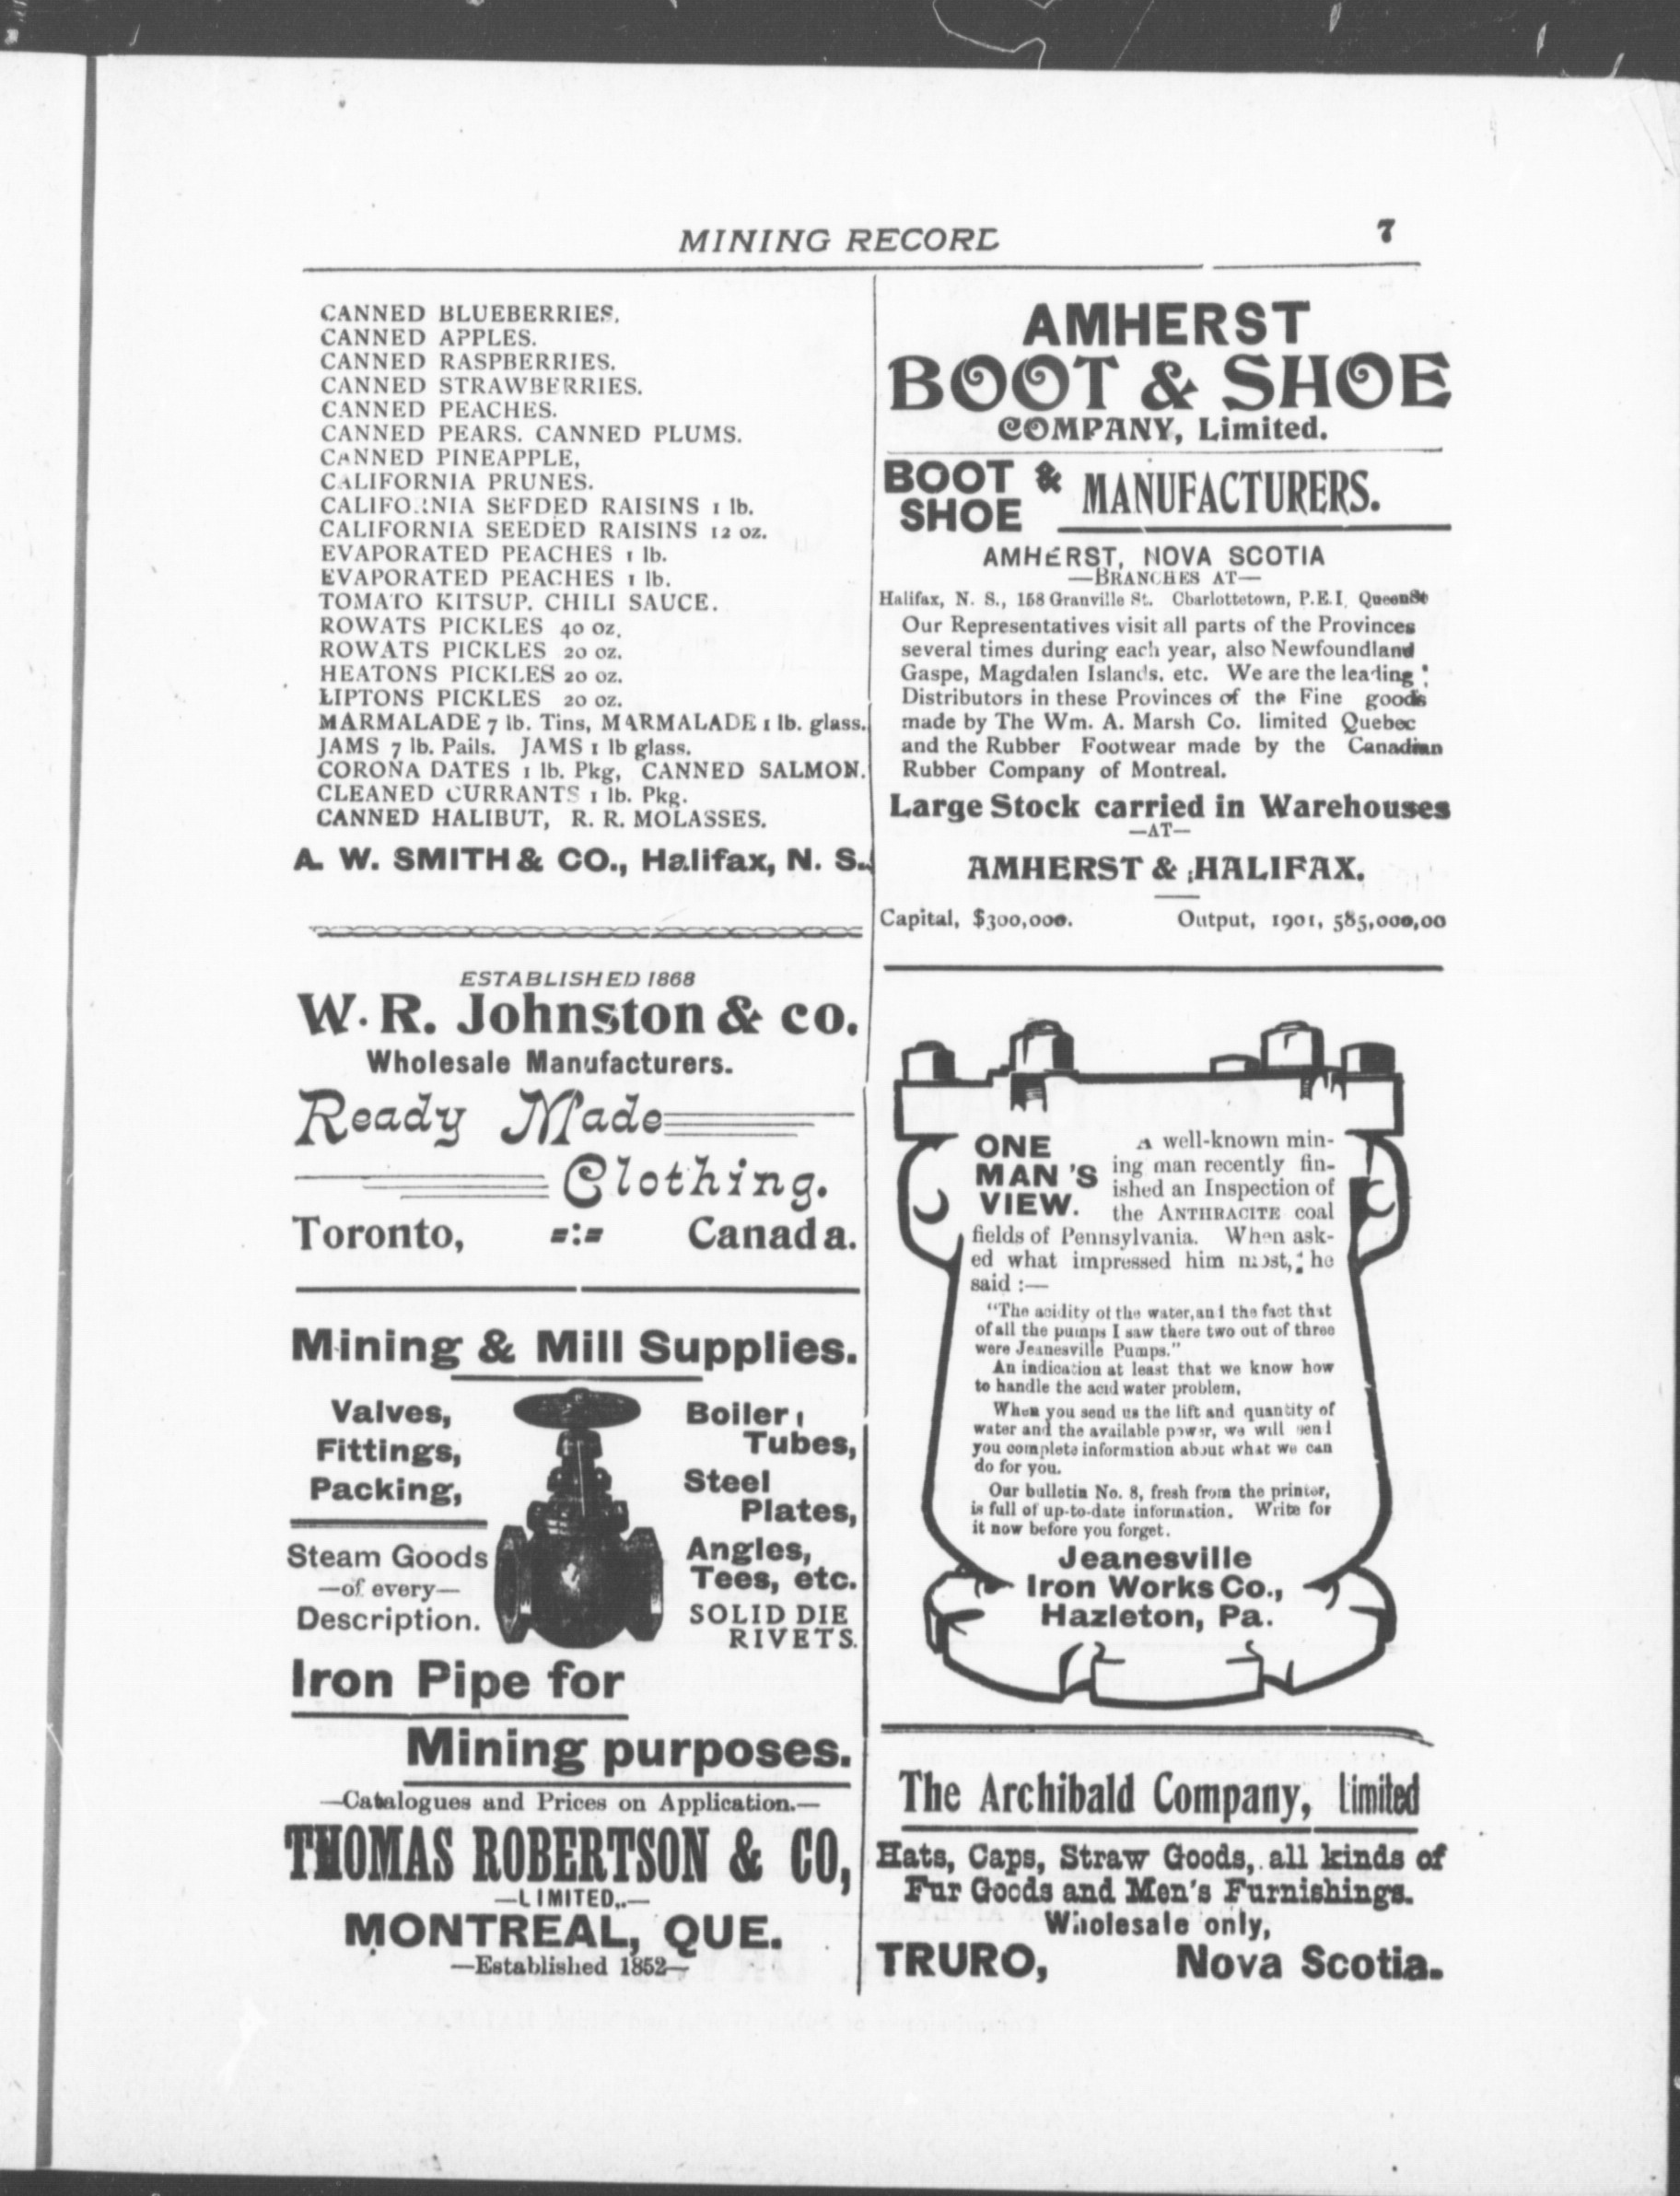 MINING RECORD
7
CANNED BLUEBERRIES.
CANNED APPLES.
CANNED RASPBERRIES.
CANNED STRAWBERRIES.
CANNED PEACHES.
CANNED PEARS. CANNED PLUMS.
CANNED PINEAPPLE,
CALIFORNIA PRUNES.
CALIFORNIA SEFDED RAISINS 1 lb.
CALIFORNIA SEEDED RAISINS 12 oz.
EVAPORATED PEACHES 1 lb.
EVAPORATED PEACHES 1 lb.
TOMATO KITSUP. CHILI SAUCE.
ROWATS PICKLES 40 oz.
ROWATS PICKLES 20 oz.
HEATONS PICKLES 20 oz.
LIPTONS PICKLES 20 oz.
MARMALADE 7 lb. Tins, MARMALADE 1 lb. glass.
JAMS 7 lb. Pails. JAMS 1 lb glass.
CORONA DATES 1 lb. Pkg, CANNED SALMON.
CLEANED CURRANTS 1 lb. Pkg.
CANNED HALIBUT, R. R. MOLASSES.
A. W. SMITH & CO., Halifax, N. S.
ESTABLISHED 1868
W. R. Johnston & co.
Wholesale Manufacturers.
Ready Made
Clothing.
Toronto, =:= Canada.
Mining & Mill Supplies.
Valves,
Fittings,
Packing,
Steam Goods
—of every—
Description.
Boiler
Tubes,
Steel
Plates,
Angles,
Tees, etc.
SOLID DIE
RIVETS.
Iron Pipe for
Mining purposes.
—Catalogues and Prices on Application.—
THOMAS ROBERTSON & CO,
—LIMITED,.—
MONTREAL, QUE.
—Established 1852—
AMHERST
BOOT & SHOE
COMPANY, Limited.
BOOT &
SHOE
MANUFACTURERS.
AMHERST, NOVA SCOTIA
—BRANCHES AT—
Halifax, N. S., 158 Granville St. Charlottetown, P.E.I. Queen St
Our Representatives visit all parts of the Provinces
several times during each year, also Newfoundland
Gaspe, Magdalen Islands, etc. We are the leading
Distributors in these Provinces of the Fine goods
made by The Wm. A. Marsh Co. limited Quebec
and the Rubber Footwear made by the Canadian
Rubber Company of Montreal.
Large Stock carried in Warehouses
—AT—
AMHERST & HALIFAX.
Capital, $300,000. Output, 1901, 585,000,00
ONE
MAN'S
VIEW.
A well-known min-
ing man recently fin-
ished an Inspection of
the ANTHRACITE coal
fields of Pennsylvania. When ask-
ed what impressed him most, he
said :—
"The acidity of the water, and the fact that
of all the pumps I saw there two out of three
were Jeanesville Pumps."
An indication at least that we know how
to handle the acid water problem.
When you send us the lift and quantity of
water and the available power, we will send
you complete information about what we can
do for you.
Our bulletin No. 8, fresh from the printer,
is full of up-to-date information. Write for
it now before you forget.
Jeanesville
Iron Works Co.,
Hazleton, Pa.
The Archibald Company, Limited
Hats, Caps, Straw Goods, all kinds of
Fur Goods and Men's Furnishings.
Wholesale only,
TRURO, Nova Scotia.